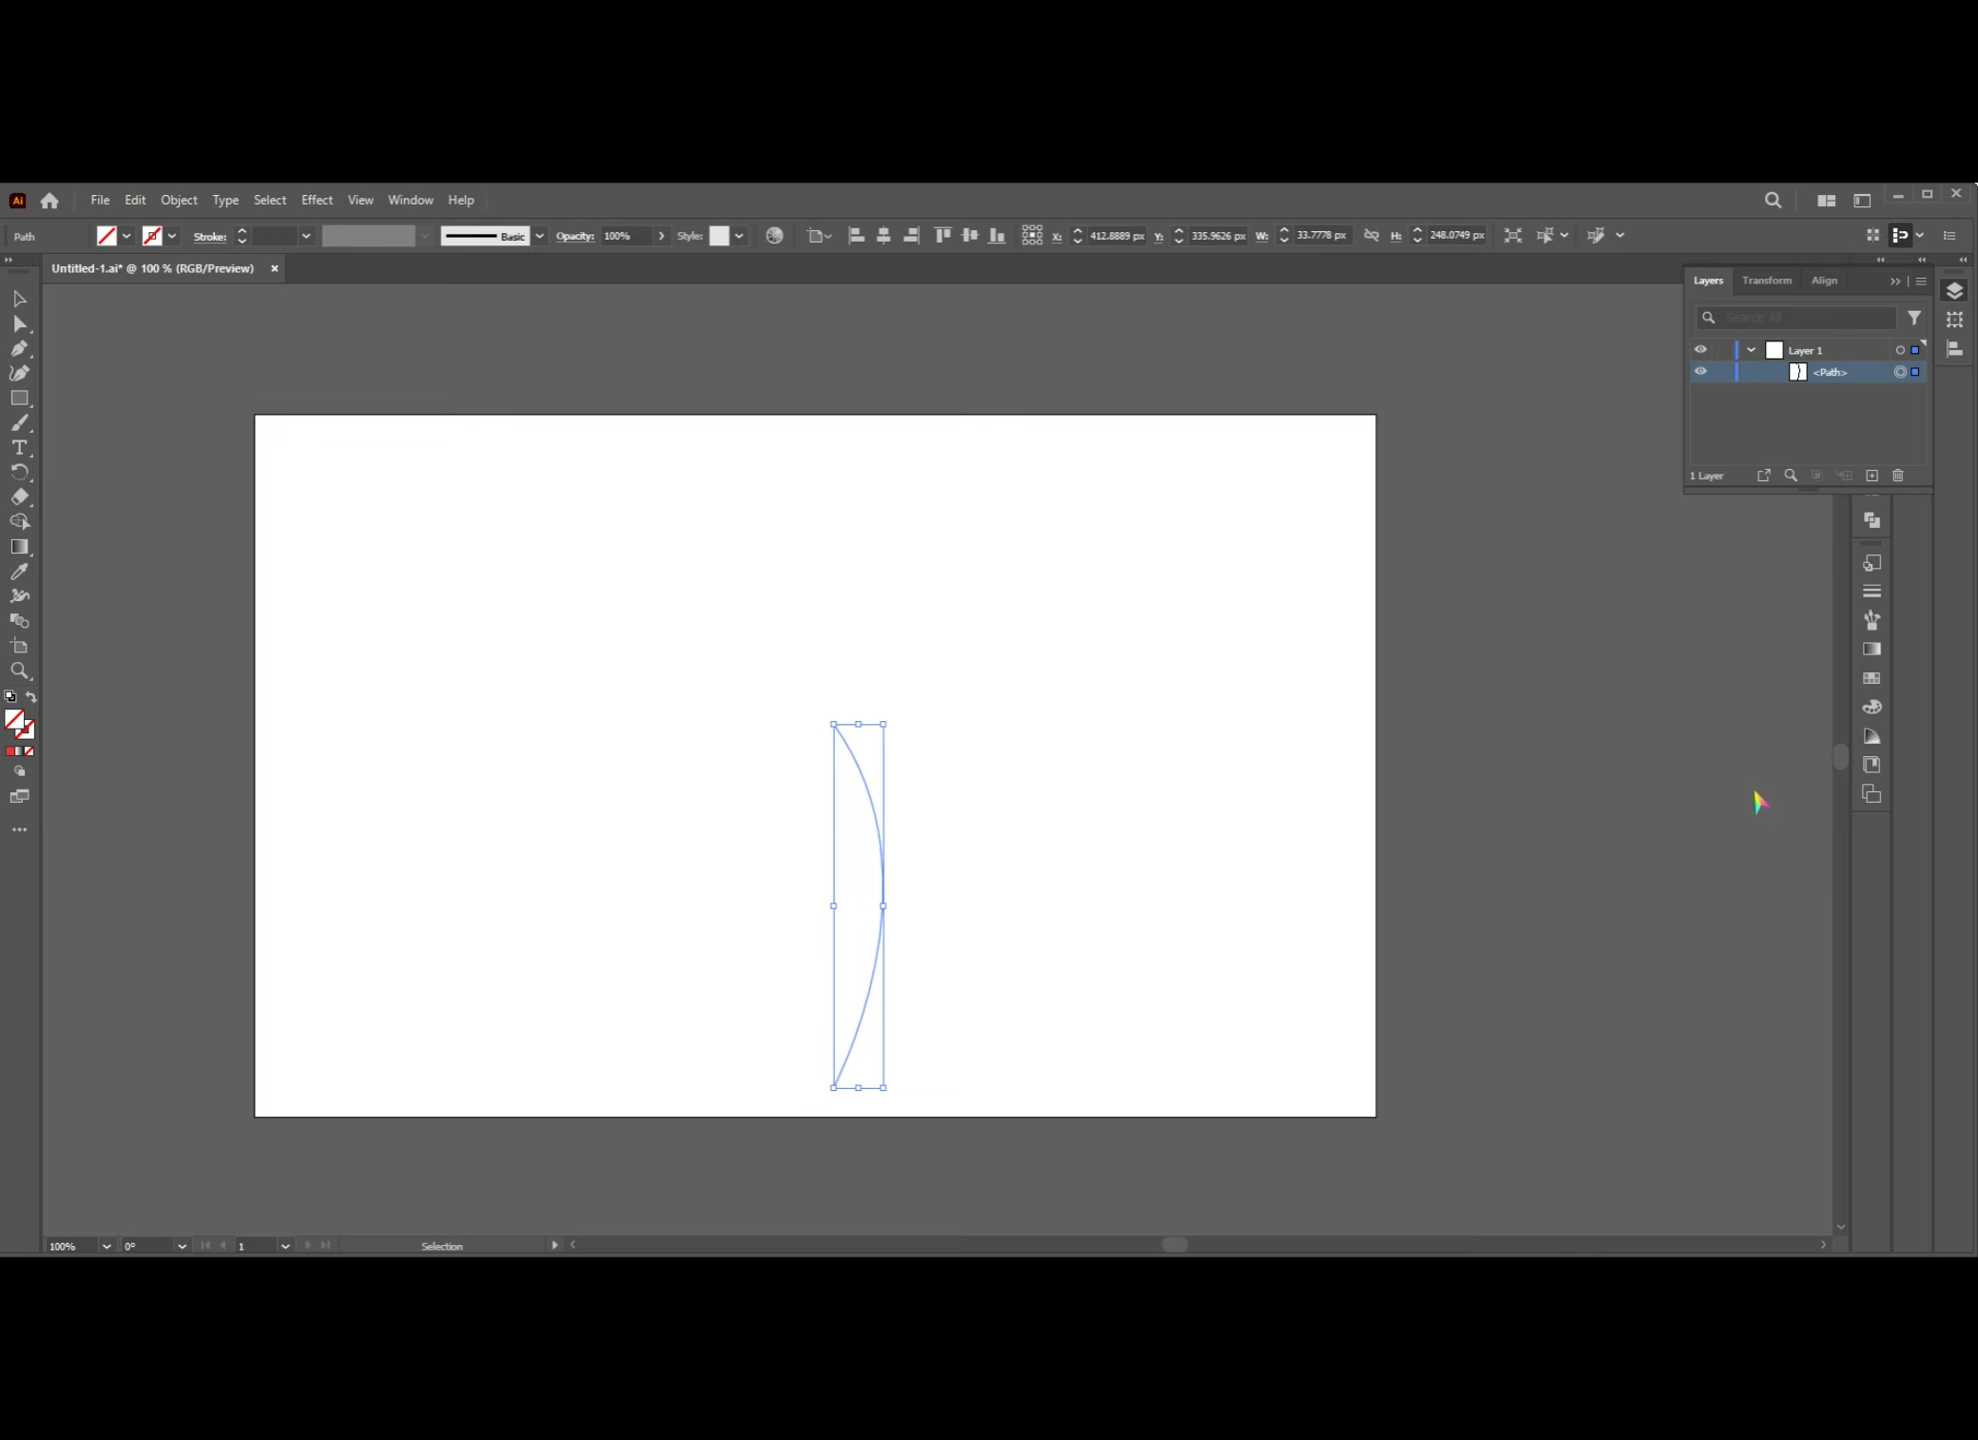 Ai File Edit Object Type Select Effect View Window Help
Path Stroke: Basic Opacity: 100% Style: X: 412.8889 px Y: 335.9626 px W: 33.7778 px H: 248.0749 px
Untitled-1.ai* @ 100 % (RGB/Preview) ×
Layers Transform Align
Search All
Layer 1
<Path>
1 Layer
100% 0° 1 Selection